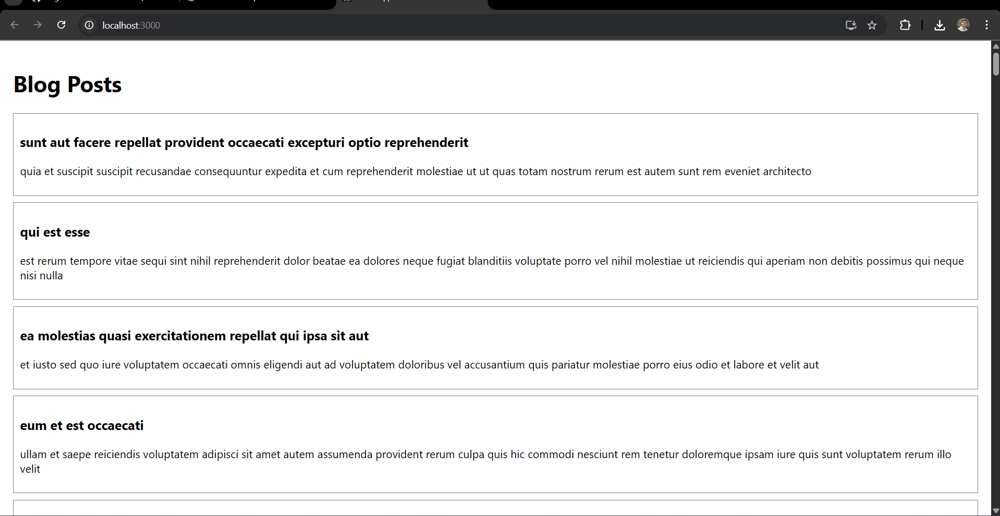 localhost:3000
Blog Posts
sunt aut facere repellat provident occaecati excepturi optio reprehenderit
quia et suscipit suscipit recusandae consequuntur expedita et cum reprehenderit molestiae ut ut quas totam nostrum rerum est autem sunt rem eveniet architecto
qui est esse
est rerum tempore vitae sequi sint nihil reprehenderit dolor beatae ea dolores neque fugiat blanditiis voluptate porro vel nihil molestiae ut reiciendis qui aperiam non debitis possimus qui neque
nisi nulla
ea molestias quasi exercitationem repellat qui ipsa sit aut
et iusto sed quo iure voluptatem occaecati omnis eligendi aut ad voluptatem doloribus vel accusantium quis pariatur molestiae porro eius odio et labore et velit aut
eum et est occaecati
ullam et saepe reiciendis voluptatem adipisci sit amet autem assumenda provident rerum culpa quis hic commodi nesciunt rem tenetur doloremque ipsam iure quis sunt voluptatem rerum illo
velit